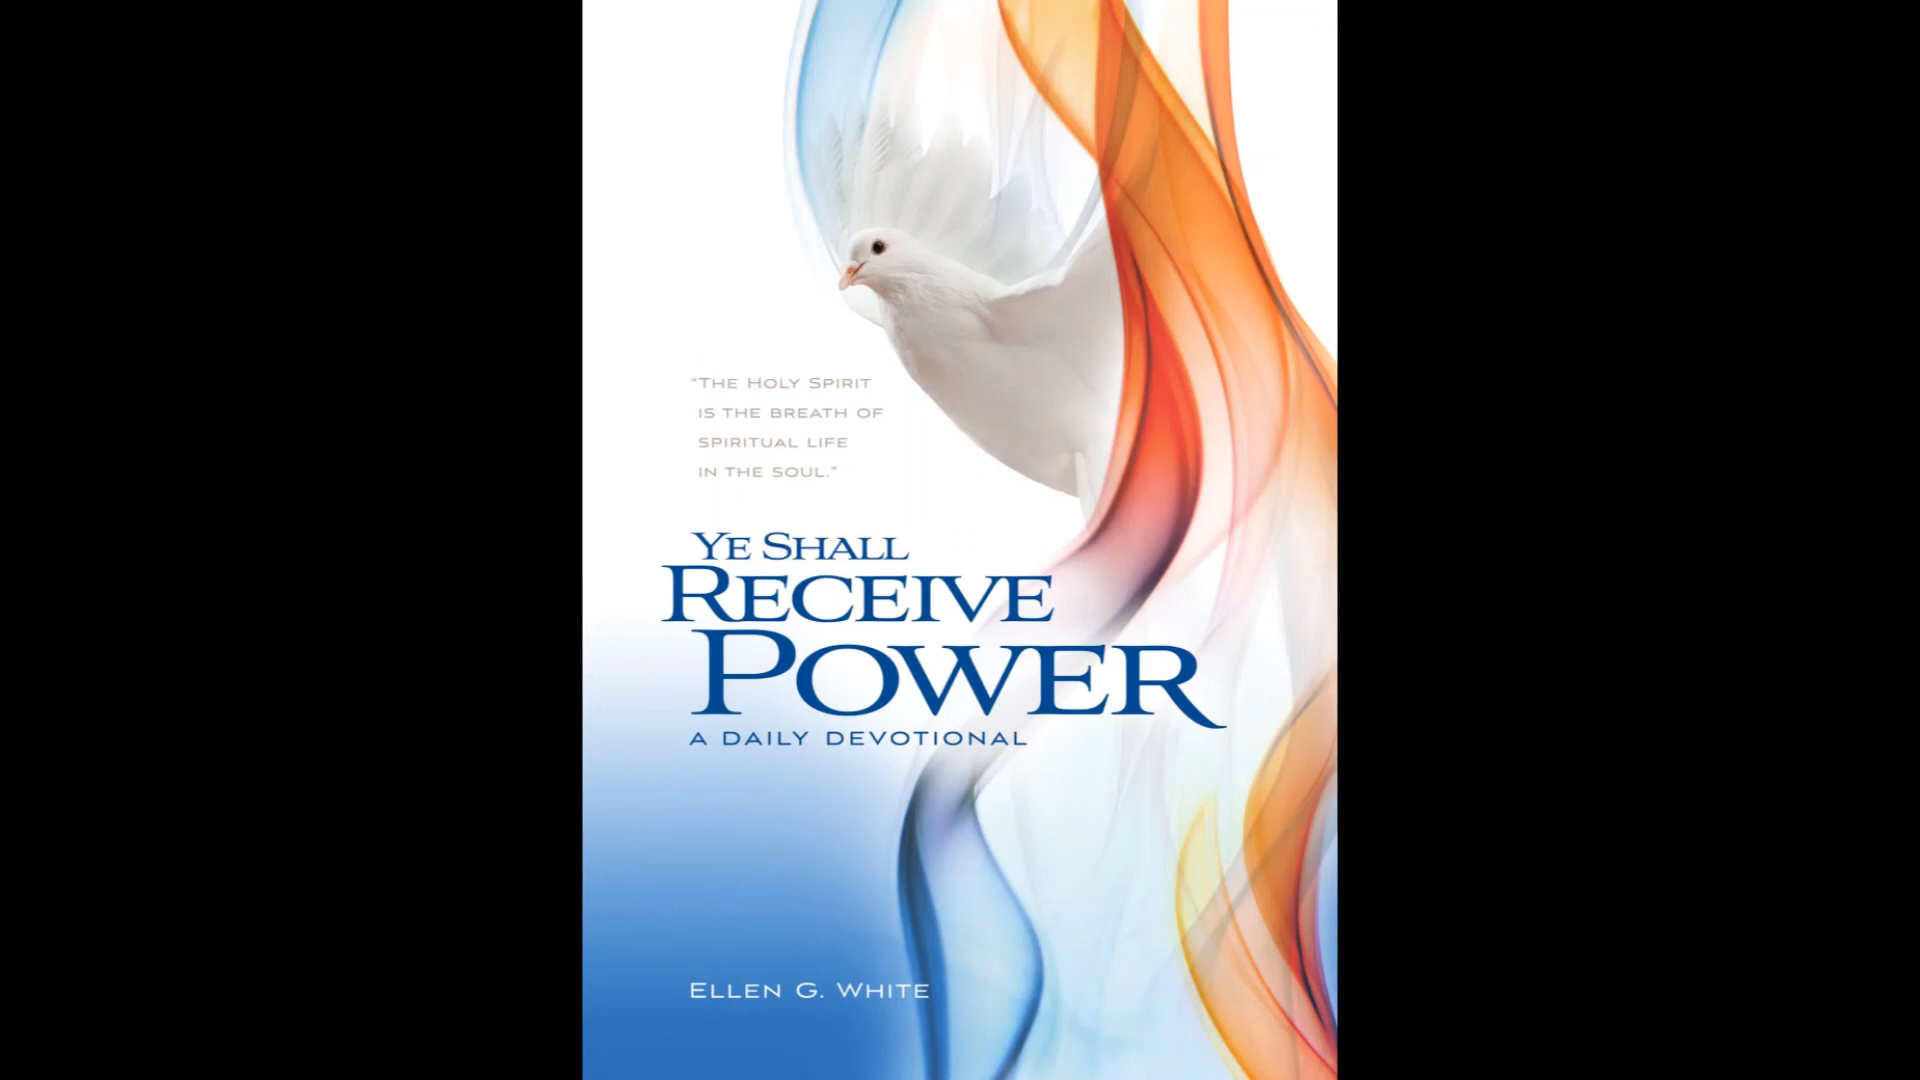 “The Holy Spirit
is the breath of
spiritual life
in the soul.”
Ye Shall
Receive
Power
A Daily Devotional
Ellen G. White